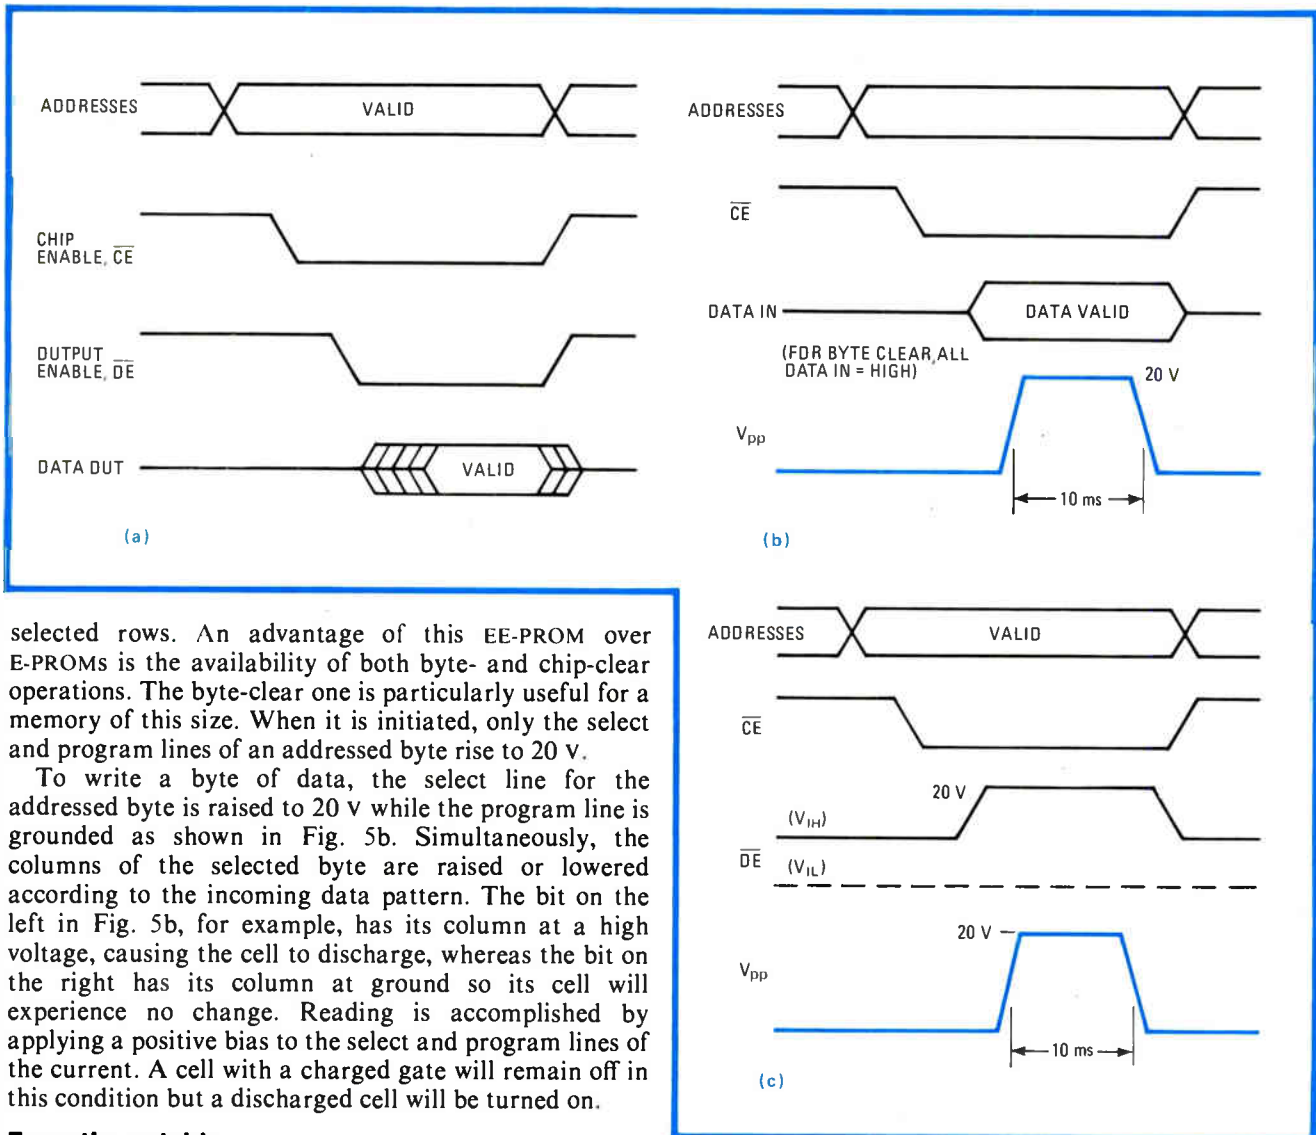 ADDRESSES
VALID
CHIP
ENABLE, CE
OUTPUT
ENABLE, OE
DATA OUT
VALID
(a)
ADDRESSES
CE
DATA IN
DATA VALID
(FOR BYTE CLEAR, ALL
DATA IN = HIGH)
20 V
Vpp
10 ms
(b)
selected rows. An advantage of this EE-PROM over
E-PROMs is the availability of both byte- and chip-clear
operations. The byte-clear one is particularly useful for a
memory of this size. When it is initiated, only the select
and program lines of an addressed byte rise to 20 V.
To write a byte of data, the select line for the
addressed byte is raised to 20 V while the program line is
grounded as shown in Fig. 5b. Simultaneously, the
columns of the selected byte are raised or lowered
according to the incoming data pattern. The bit on the
left in Fig. 5b, for example, has its column at a high
voltage, causing the cell to discharge, whereas the bit on
the right has its column at ground so its cell will
experience no change. Reading is accomplished by
applying a positive bias to the select and program lines of
the current. A cell with a charged gate will remain off in
this condition but a discharged cell will be turned on.
ADDRESSES
VALID
CE
20 V
(VIH)
OE
(VIL)
20 V
Vpp
10 ms
(c)